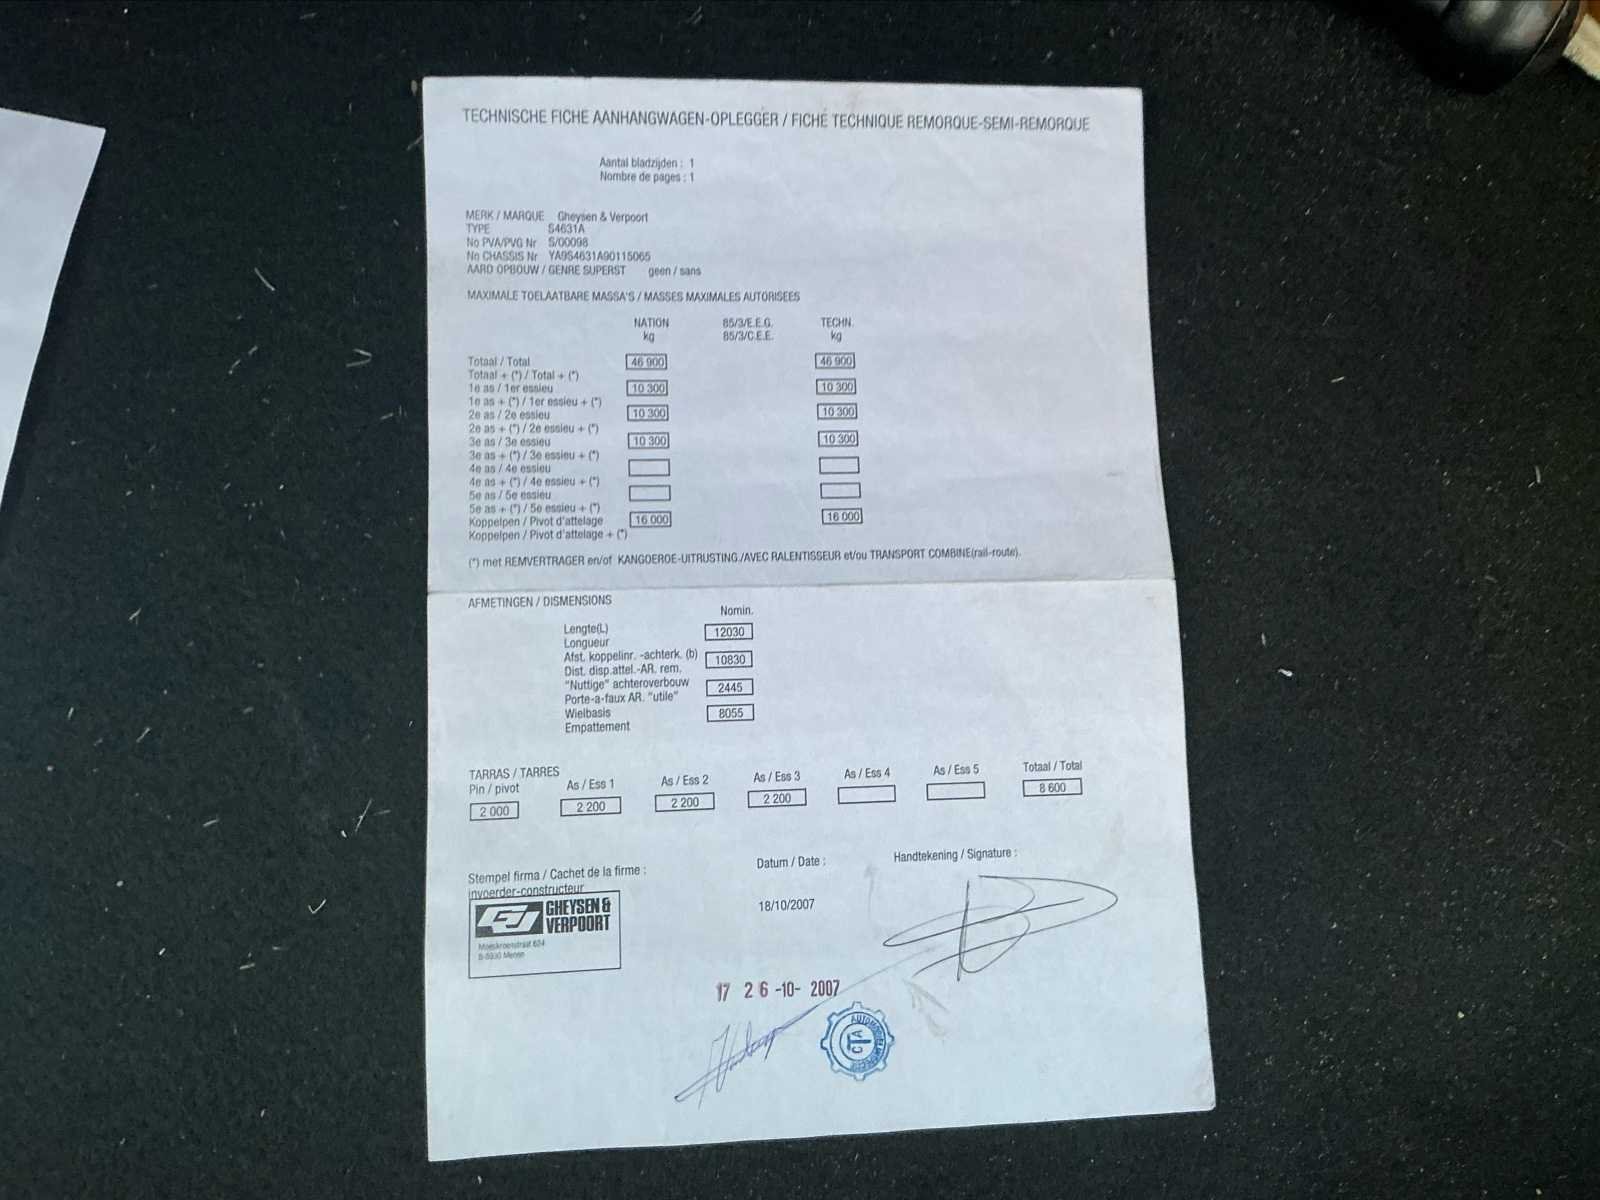 TECHNISCHE FICHE AANHANGWAGEN-OPLEGGER / FICHE TECHNIQUE REMORQUE-SEMI-REMORQUE
Aantal bladzijden : 1
Nombre de pages : 1
MERK / MARQUE Gheysen & Verpoort
TYPE S4631A
No PVA/PVG Nr S/00098
No CHASSIS Nr YA9S4631A90115065
AARD OPBOUW / GENRE SUPERST geen / sans
MAXIMALE TOELAATBARE MASSA'S / MASSES MAXIMALES AUTORISEES
NATION 85/3/E.E.G. TECHN.
kg 85/3/C.E.E. kg
Totaal / Total 46 900 46 900
Totaal + (*) / Total + (*)
1e as / 1er essieu 10 300 10 300
1e as + (*) / 1er essieu + (*)
2e as / 2e essieu 10 300 10 300
2e as + (*) / 2e essieu + (*)
3e as / 3e essieu 10 300 10 300
3e as + (*) / 3e essieu + (*)
4e as / 4e essieu
4e as + (*) / 4e essieu + (*)
5e as / 5e essieu
5e as + (*) / 5e essieu + (*)
Koppelpen / Pivot d'attelage 16 000 16 000
Koppelpen / Pivot d'attelage + (*)
(*) met REMVERTRAGER en/of KANGOEROE-UITRUSTING./AVEC RALENTISSEUR et/ou TRANSPORT COMBINE(rail-route).
AFMETINGEN / DISMENSIONS
Nomin.
Lengte(L) 12030
Longueur
Afst. koppelinr. -achterk. (b) 10830
Dist. disp.attel.-AR. rem.
"Nuttige" achteroverbouw 2445
Porte-a-faux AR. "utile"
Wielbasis 8055
Empattement
TARRAS / TARRES
Pin / pivot As / Ess 1 As / Ess 2 As / Ess 3 As / Ess 4 As / Ess 5 Totaal / Total
2 000 2 200 2 200 2 200 8 600
Stempel firma / Cachet de la firme : Datum / Date : Handtekening / Signature :
invoerder-constructeur
GHEYSEN &
VERPOORT
Moeskroenstraat 624
B-8930 Menen
18/10/2007
17 26 -10- 2007
CTA